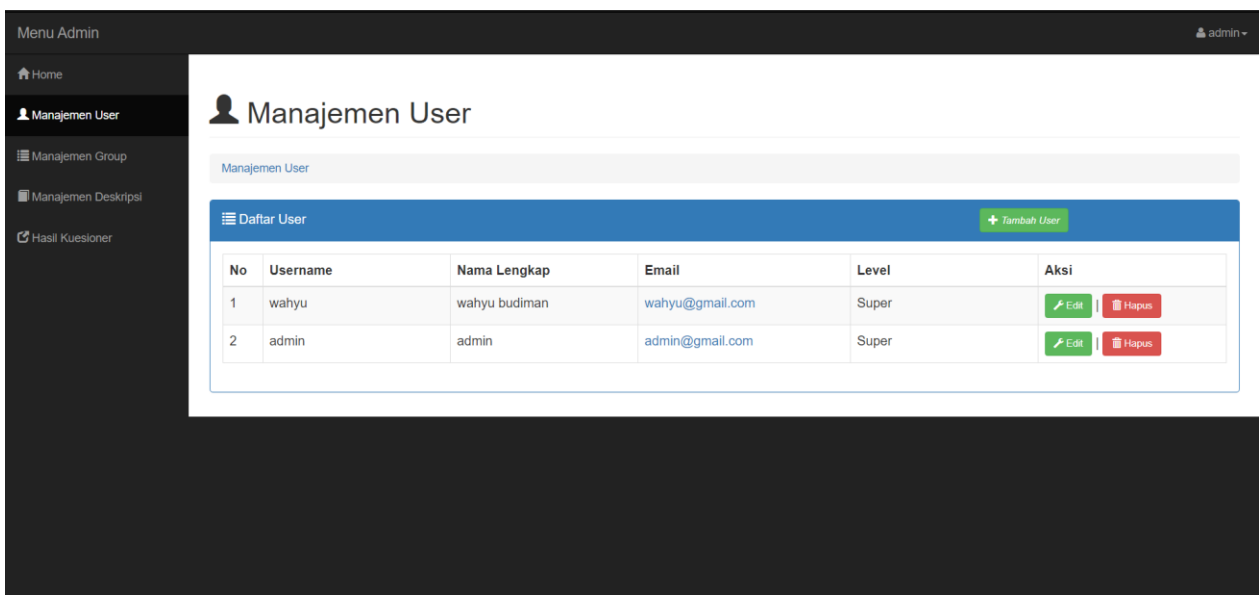 Menu Admin
admin
Home
Manajemen User
Manajemen Group
Manajemen Deskripsi
Hasil Kuesioner
Manajemen User
Manajemen User
Daftar User
Tambah User
No Username Nama Lengkap Email Level Aksi
1 wahyu wahyu budiman wahyu@gmail.com Super Edit | Hapus
2 admin admin admin@gmail.com Super Edit | Hapus